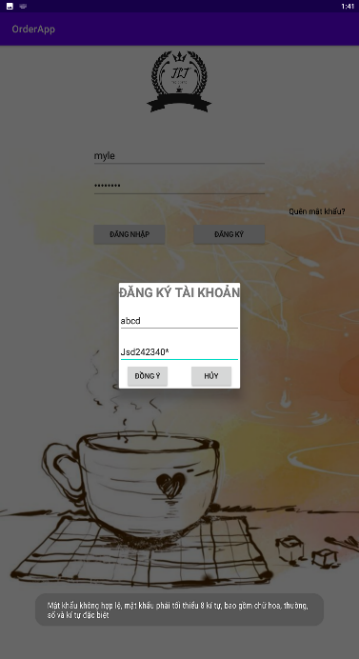 1:41
OrderApp
myle
••••••••
Quên mật khẩu?
ĐĂNG NHẬP ĐĂNG KÝ
ĐĂNG KÝ TÀI KHOẢN
abcd
Jsd242340*
ĐỒNG Ý HỦY
Mật khẩu không hợp lệ, mật khẩu phải tối thiểu 8 kí tự, bao gồm chữ hoa, thường,
số và kí tự đặc biệt